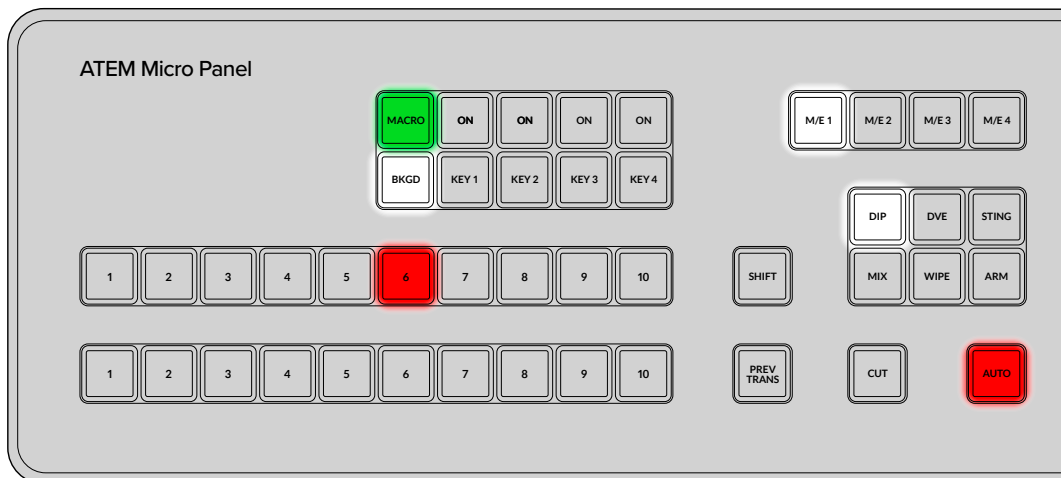 ATEM Micro Panel
MACRO ON ON ON ON
M/E 1 M/E 2 M/E 3 M/E 4
BKGD KEY 1 KEY 2 KEY 3 KEY 4
DIP DVE STING
1 2 3 4 5 6 7 8 9 10
SHIFT
MIX WIPE ARM
1 2 3 4 5 6 7 8 9 10
PREV
TRANS
CUT
AUTO